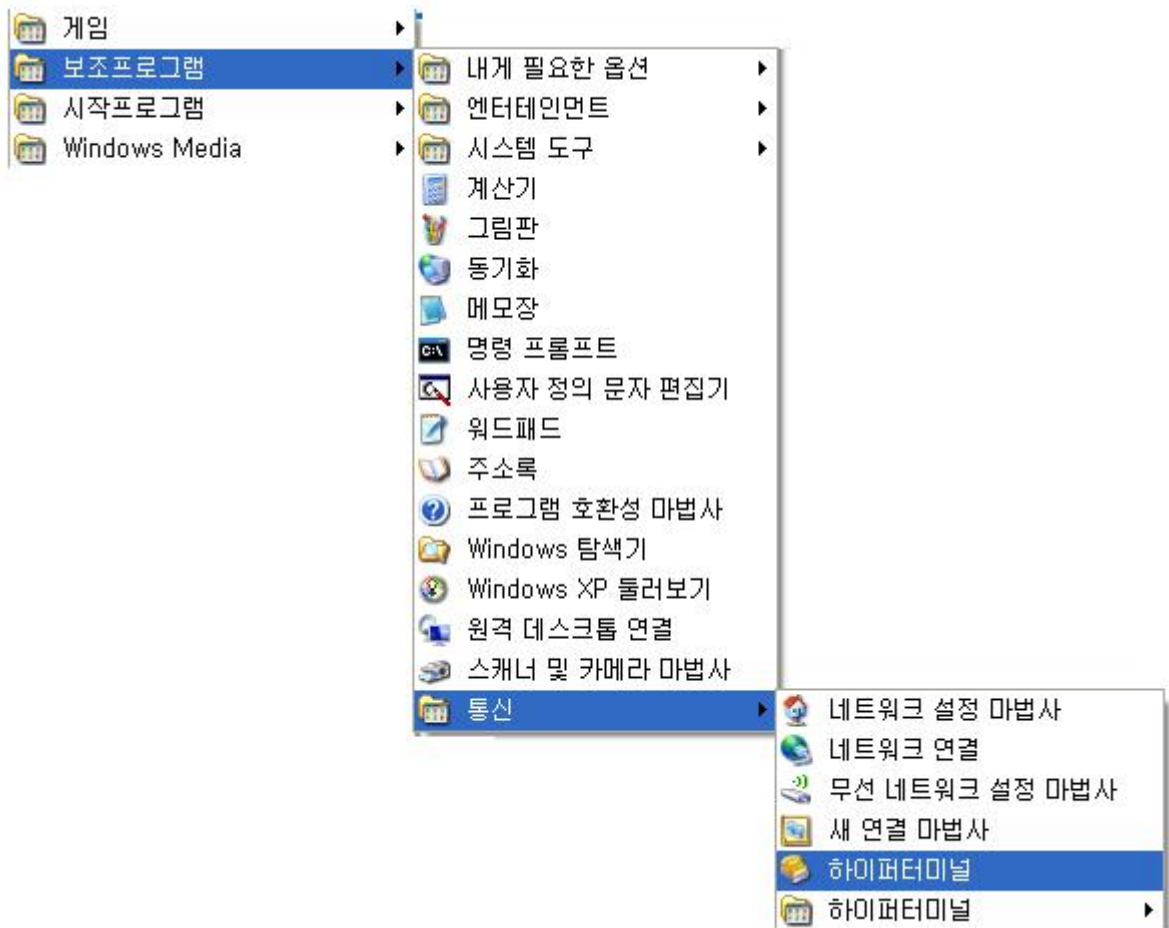 게임
보조프로그램
시작프로그램
Windows Media
내게 필요한 옵션
엔터테인먼트
시스템 도구
계산기
그림판
동기화
메모장
명령 프롬프트
사용자 정의 문자 편집기
워드패드
주소록
프로그램 호환성 마법사
Windows 탐색기
Windows XP 둘러보기
원격 데스크톱 연결
스캐너 및 카메라 마법사
통신
네트워크 설정 마법사
네트워크 연결
무선 네트워크 설정 마법사
새 연결 마법사
하이퍼터미널
하이퍼터미널